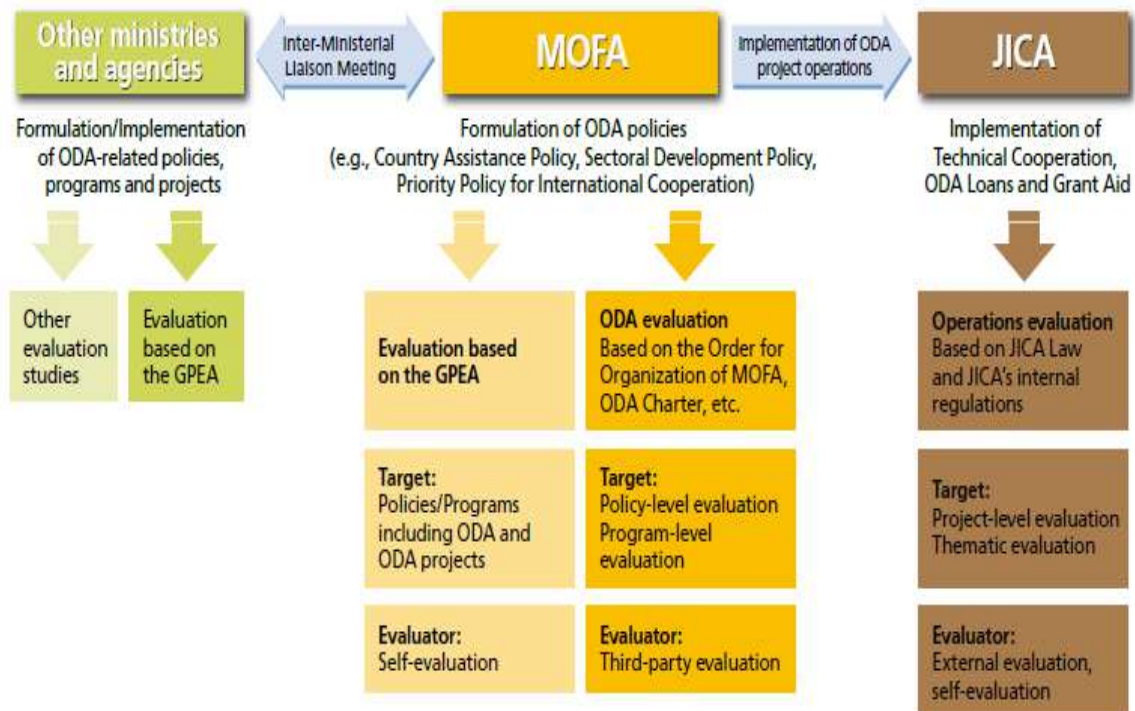 Other ministries
and agencies
Inter-Ministerial
Liaison Meeting
MOFA
Implementation of ODA
project operations
JICA
Formulation/Implementation
of ODA-related policies,
programs and projects
Formulation of ODA policies
(e.g., Country Assistance Policy, Sectoral Development Policy,
Priority Policy for International Cooperation)
Implementation of
Technical Cooperation,
ODA Loans and Grant Aid
Other
evaluation
studies
Evaluation
based on
the GPEA
Evaluation based
on the GPEA
ODA evaluation
Based on the Order for
Organization of MOFA,
ODA Charter, etc.
Operations evaluation
Based on JICA Law
and JICA's internal
regulations
Target:
Policies/Programs
including ODA and
ODA projects
Target:
Policy-level evaluation
Program-level
evaluation
Target:
Project-level evaluation
Thematic evaluation
Evaluator:
Self-evaluation
Evaluator:
Third-party evaluation
Evaluator:
External evaluation,
self-evaluation